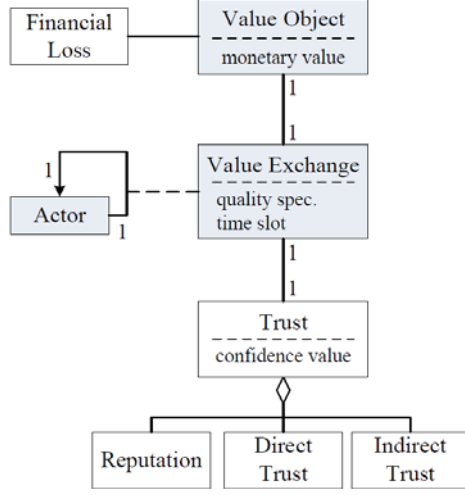 Financial
Loss
Value Object
monetary value
1
1
Value Exchange
quality spec.
time slot
1
Actor
1
1
1
Trust
confidence value
Reputation
Direct
Trust
Indirect
Trust